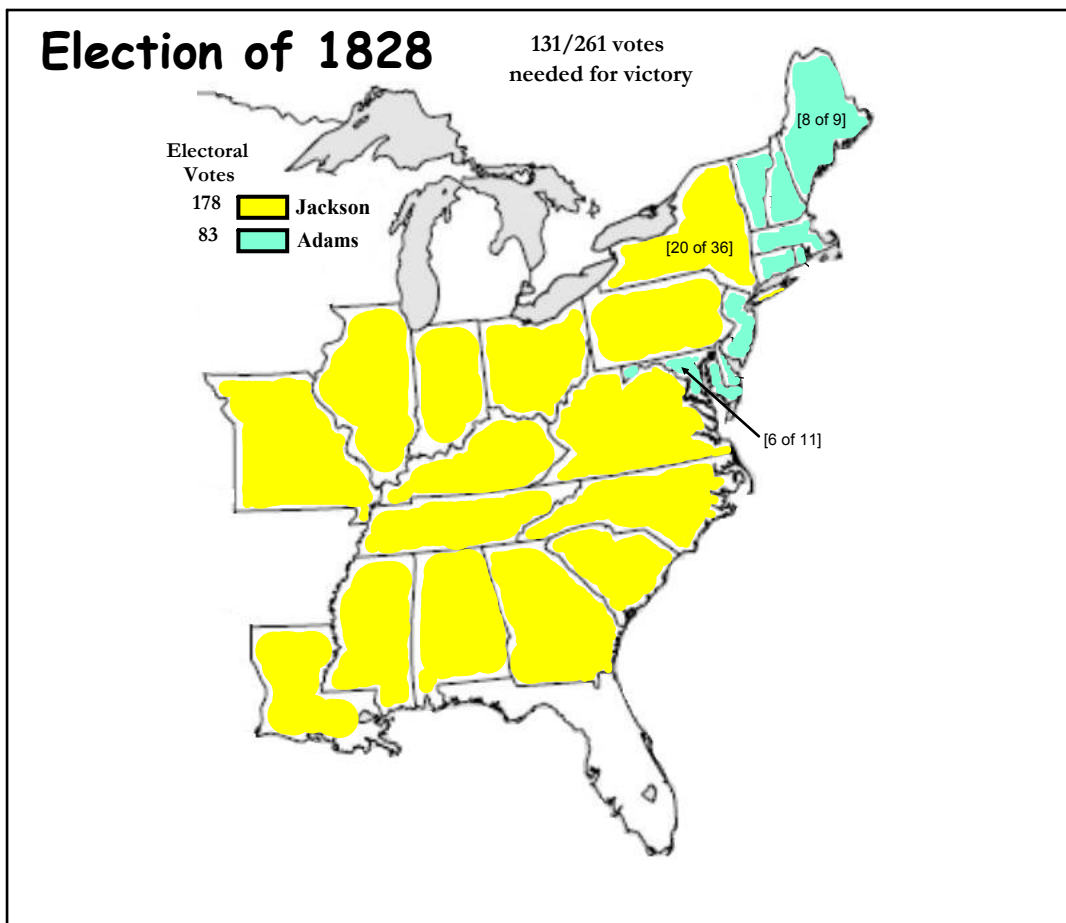 Election of 1828
131/261 votes
needed for victory
[8 of 9]
Electoral
Votes
178 Jackson
83 Adams
[20 of 36]
[6 of 11]